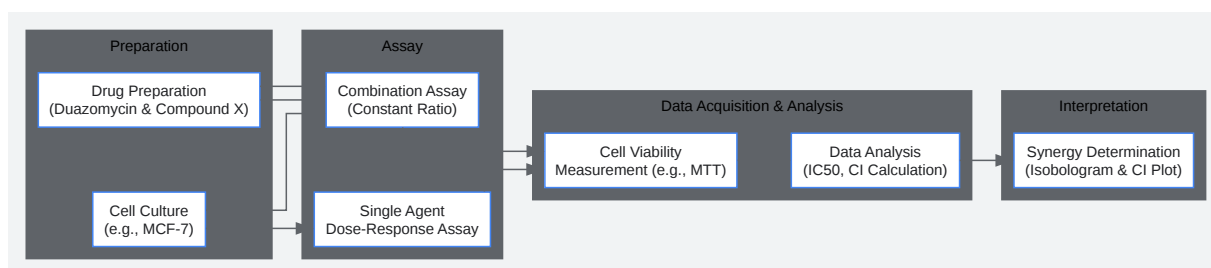 Preparation
Drug Preparation
(Duazomycin & Compound X)
Cell Culture
(e.g., MCF-7)
Assay
Combination Assay
(Constant Ratio)
Single Agent
Dose-Response Assay
Data Acquisition & Analysis
Cell Viability
Measurement (e.g., MTT)
Data Analysis
(IC50, CI Calculation)
Interpretation
Synergy Determination
(Isobologram & CI Plot)